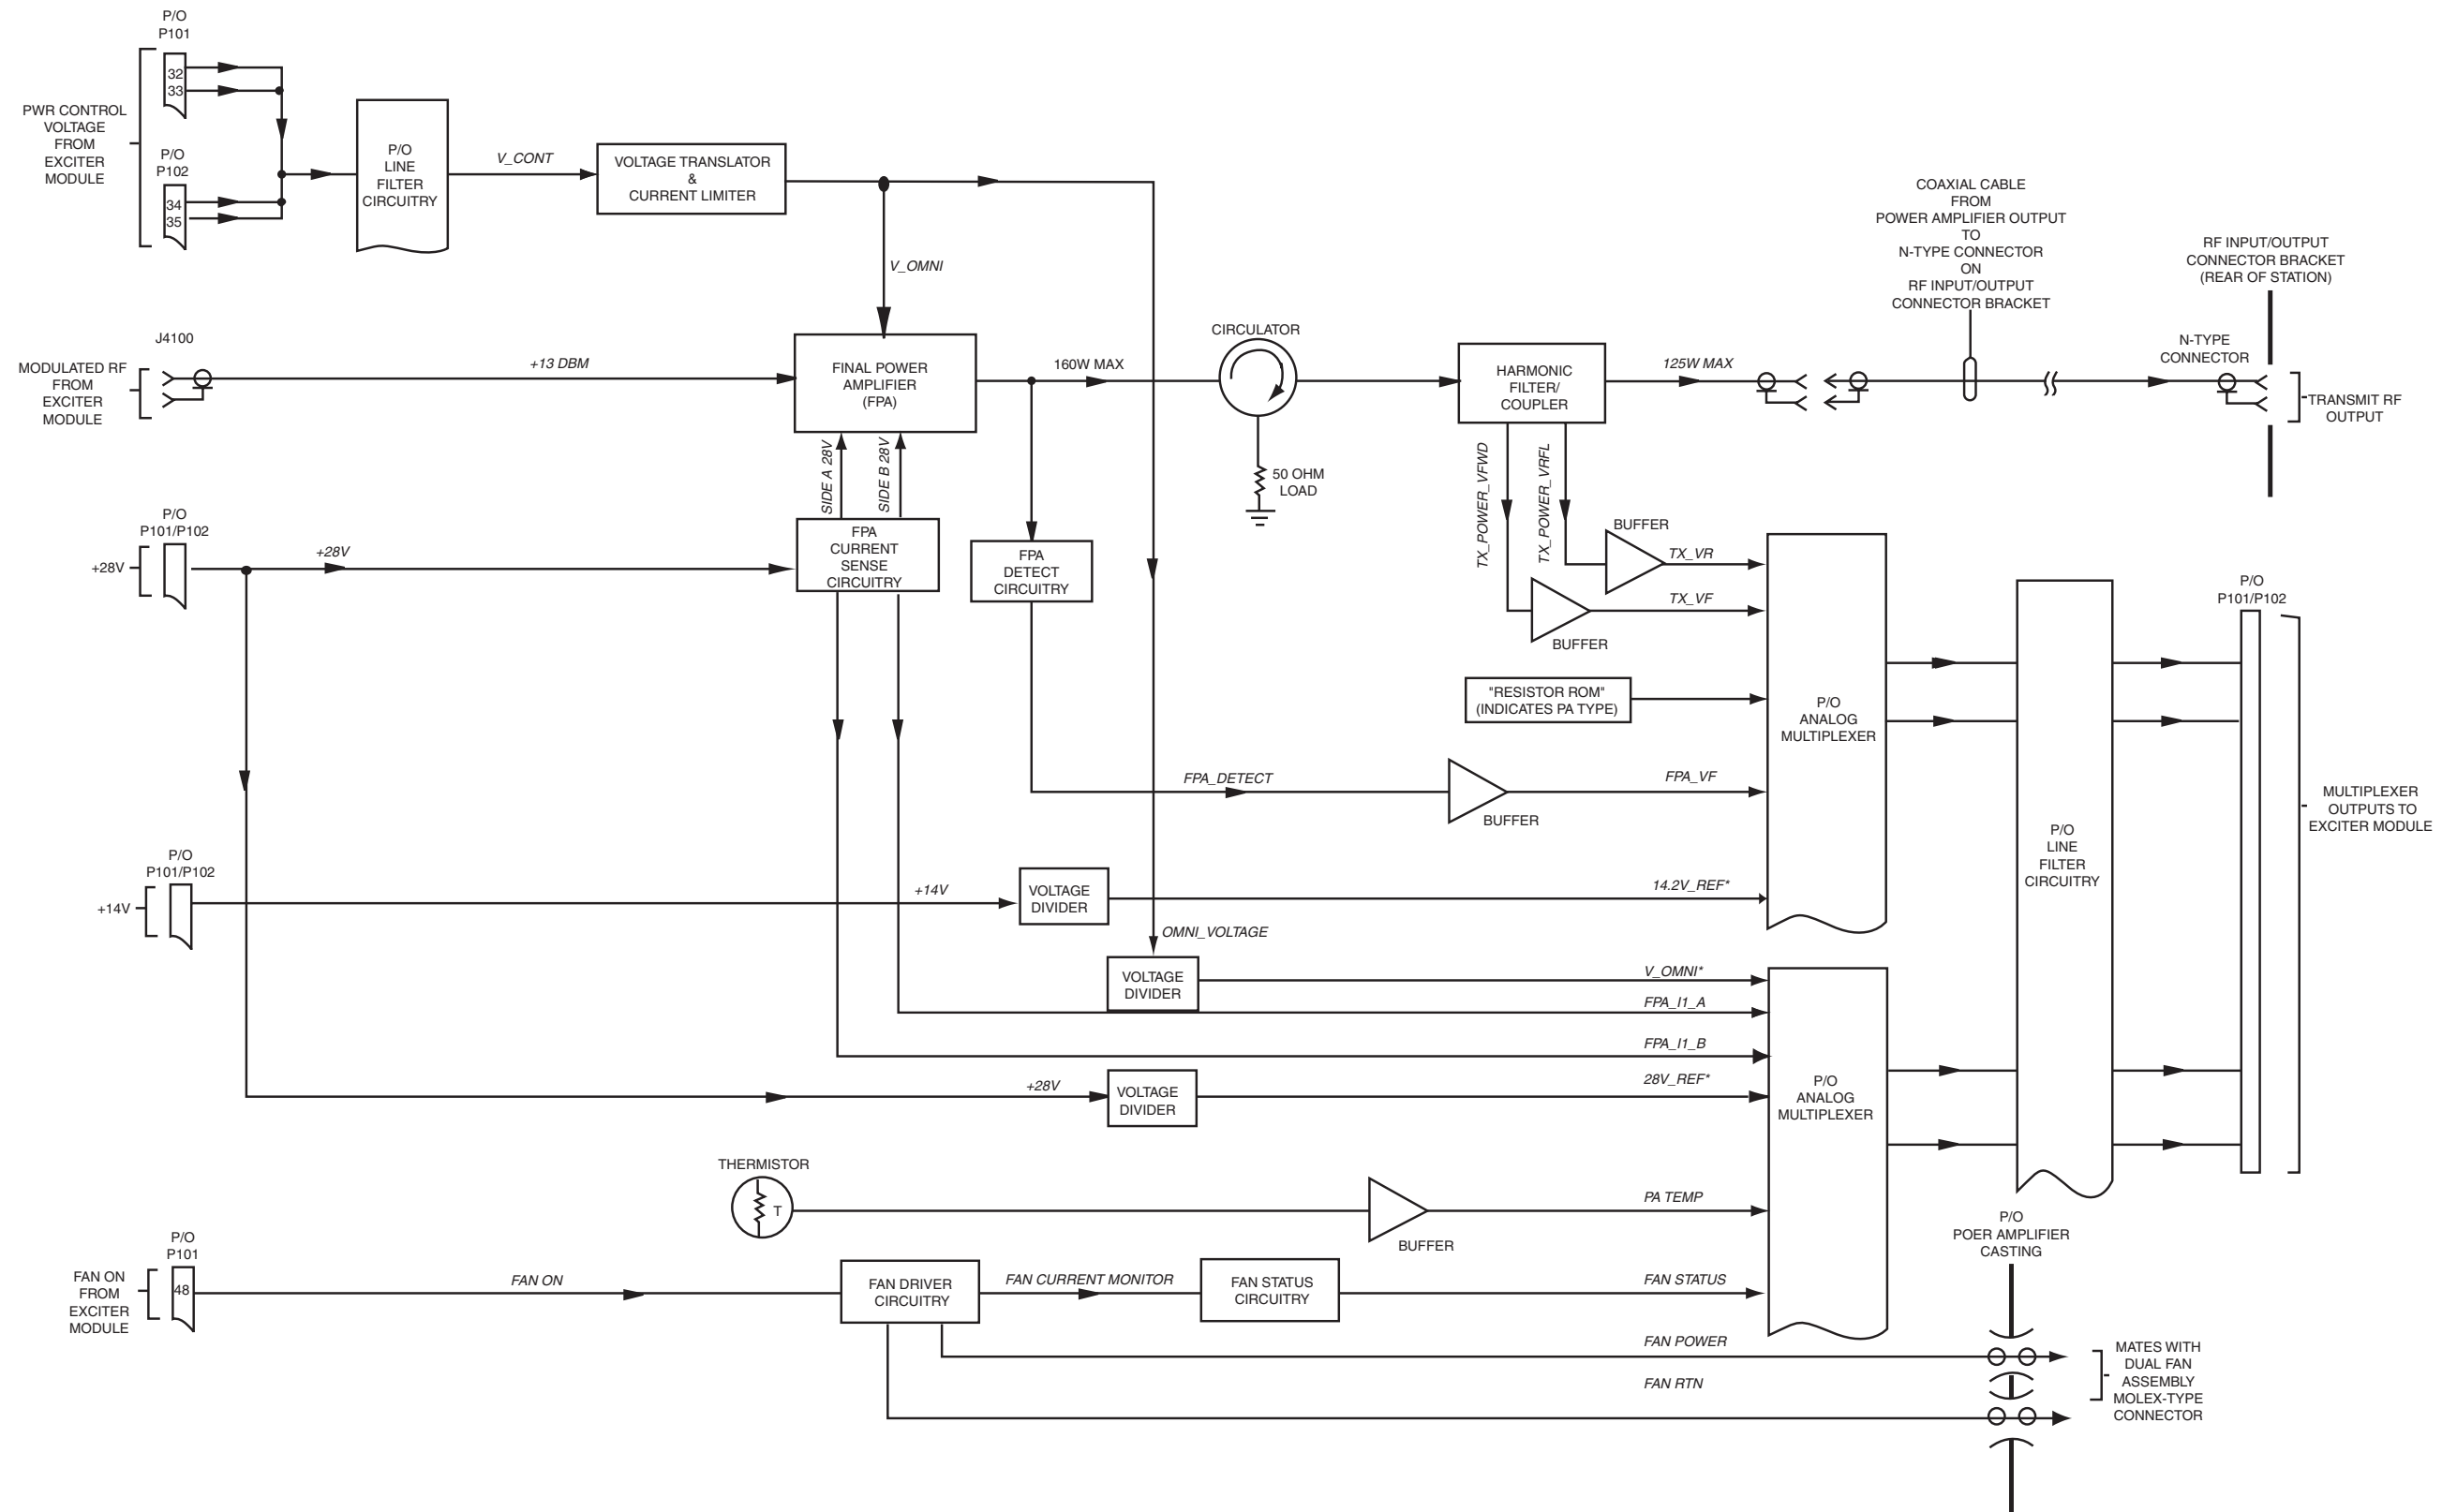 P/O
P101
32
33
PWR CONTROL
VOLTAGE
FROM
EXCITER
MODULE
P/O
P102
34
35
P/O
LINE
FILTER
CIRCUITRY
V_CONT
VOLTAGE TRANSLATOR
&
CURRENT LIMITER
V_OMNI
COAXIAL CABLE
FROM
POWER AMPLIFIER OUTPUT
TO
N-TYPE CONNECTOR
ON
RF INPUT/OUTPUT
CONNECTOR BRACKET
RF INPUT/OUTPUT
CONNECTOR BRACKET
(REAR OF STATION)
J4100
MODULATED RF
FROM
EXCITER
MODULE
+13 DBM
FINAL POWER
AMPLIFIER
(FPA)
160W MAX
CIRCULATOR
50 OHM
LOAD
HARMONIC
FILTER/
COUPLER
125W MAX
N-TYPE
CONNECTOR
TRANSMIT RF
OUTPUT
SIDE A 28V
SIDE B 28V
TX_POWER_VFWD
TX_POWER_VRFL
P/O
P101/P102
+28V
+28V
FPA
CURRENT
SENSE
CIRCUITRY
FPA
DETECT
CIRCUITRY
BUFFER
TX_VR
TX_VF
BUFFER
"RESISTOR ROM"
(INDICATES PA TYPE)
P/O
ANALOG
MULTIPLEXER
FPA_DETECT
BUFFER
FPA_VF
P/O
LINE
FILTER
CIRCUITRY
P/O
P101/P102
MULTIPLEXER
OUTPUTS TO
EXCITER MODULE
P/O
P101/P102
+14V
+14V
VOLTAGE
DIVIDER
14.2V_REF*
OMNI_VOLTAGE
VOLTAGE
DIVIDER
V_OMNI*
FPA_I1_A
FPA_I1_B
+28V
VOLTAGE
DIVIDER
28V_REF*
P/O
ANALOG
MULTIPLEXER
THERMISTOR
T
BUFFER
PA TEMP
P/O
P101
48
FAN ON
FROM
EXCITER
MODULE
FAN ON
FAN DRIVER
CIRCUITRY
FAN CURRENT MONITOR
FAN STATUS
CIRCUITRY
FAN STATUS
FAN POWER
FAN RTN
P/O
POER AMPLIFIER
CASTING
MATES WITH
DUAL FAN
ASSEMBLY
MOLEX-TYPE
CONNECTOR